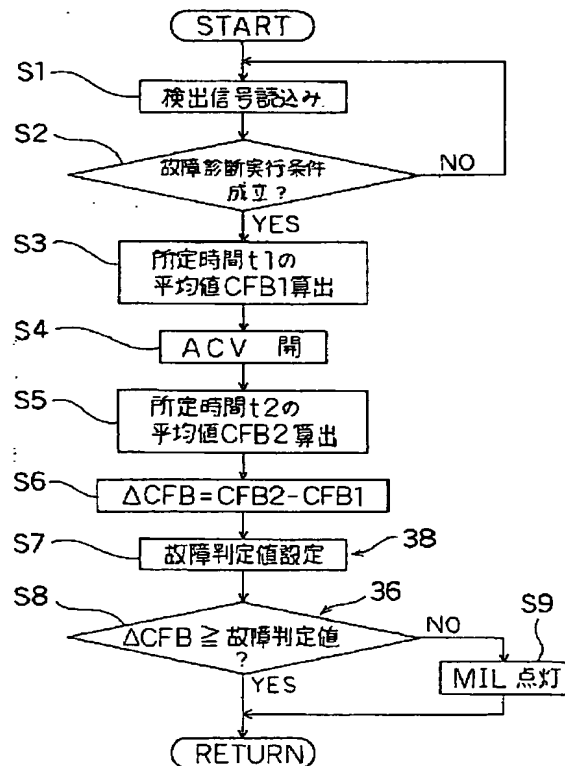 START
S1
検出信号読込み
S2
故障診断実行条件
成立?
NO
YES
S3
所定時間t1の
平均値CFB1算出
S4
ACV 開
S5
所定時間t2の
平均値CFB2算出
S6
ΔCFB=CFB2-CFB1
S7
故障判定値設定
38
S8
36
ΔCFB≧故障判定値
?
NO
YES
S9
MIL 点灯
RETURN